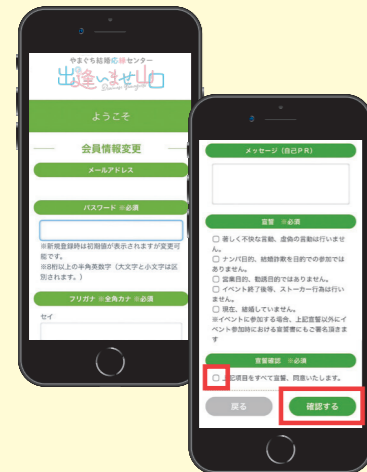 やまぐち結婚応縁センター
ようこそ
会員情報変更
メールアドレス
パスワード ※必須
※新規登録時は初期値が表示されますが変更可
能です。
※8桁以上の半角英数字（大文字と小文字は区
別されます。）
フリガナ ※全角カナ ※必須
セイ
メッセージ（自己PR）
宣誓 ※必須
著しく不快な言動、虚偽の言動は行いませ
ん。
ナンパ目的、結婚詐欺を目的での参加では
ありません。
営業目的、勧誘目的ではありません。
イベント終了後等、ストーカー行為は行い
ません。
現在、結婚していません。
※イベントに参加する場合、上記宣誓以外にイ
ベント参加時における宣誓書にもご署名頂きま
す
宣誓確認 ※必須
上記項目をすべて宣誓、同意いたします。
戻る
確認する